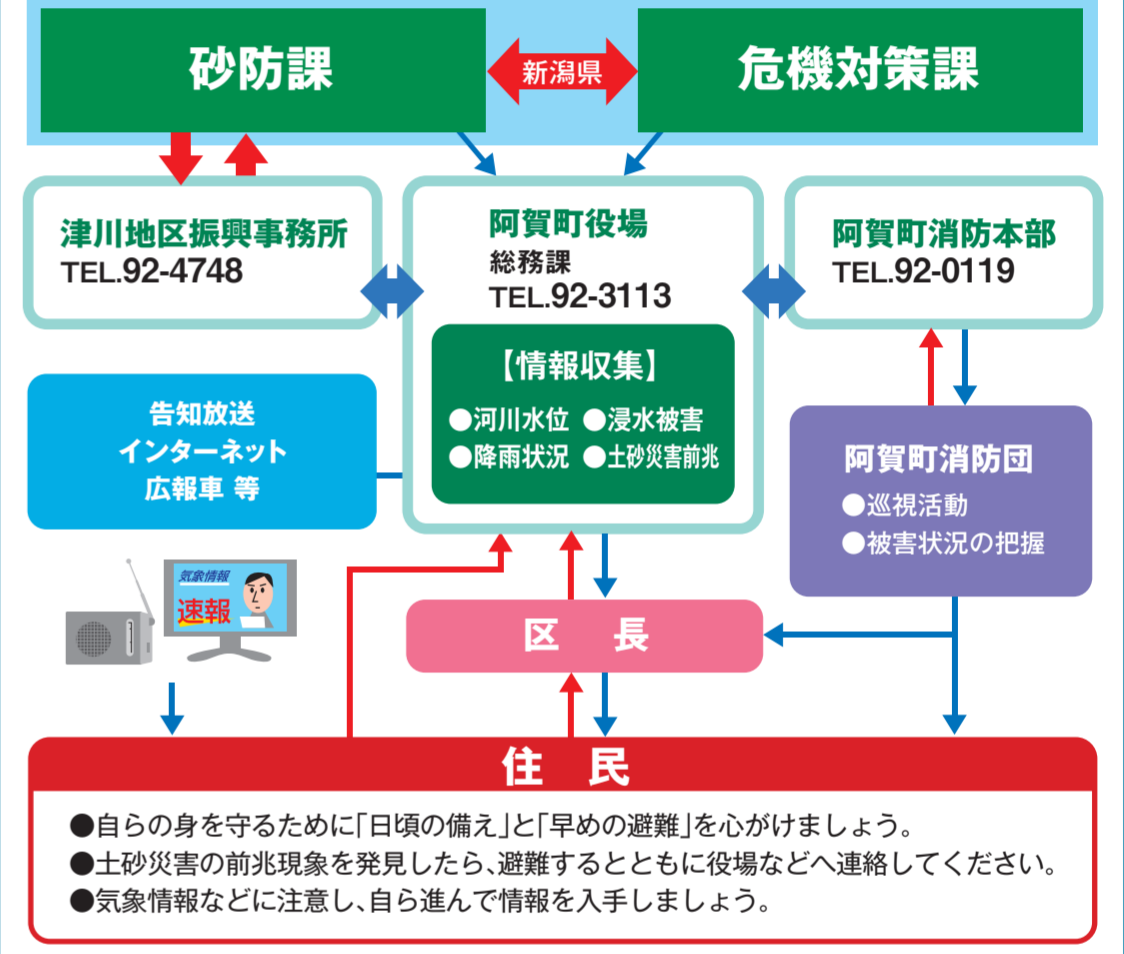 砂防課
新潟県
危機対策課
津川地区振興事務所
TEL.92-4748
阿賀町役場
総務課
TEL.92-3113
【情報収集】
●河川水位 ●浸水被害
●降雨状況 ●土砂災害前兆
阿賀町消防本部
TEL.92-0119
告知放送
インターネット
広報車 等
阿賀町消防団
●巡視活動
●被害状況の把握
気象情報
速報
区 長
住 民
●自らの身を守るために「日頃の備え」と「早めの避難」を心がけましょう。
●土砂災害の前兆現象を発見したら、避難するとともに役場などへ連絡してください。
●気象情報などに注意し、自ら進んで情報を入手しましょう。